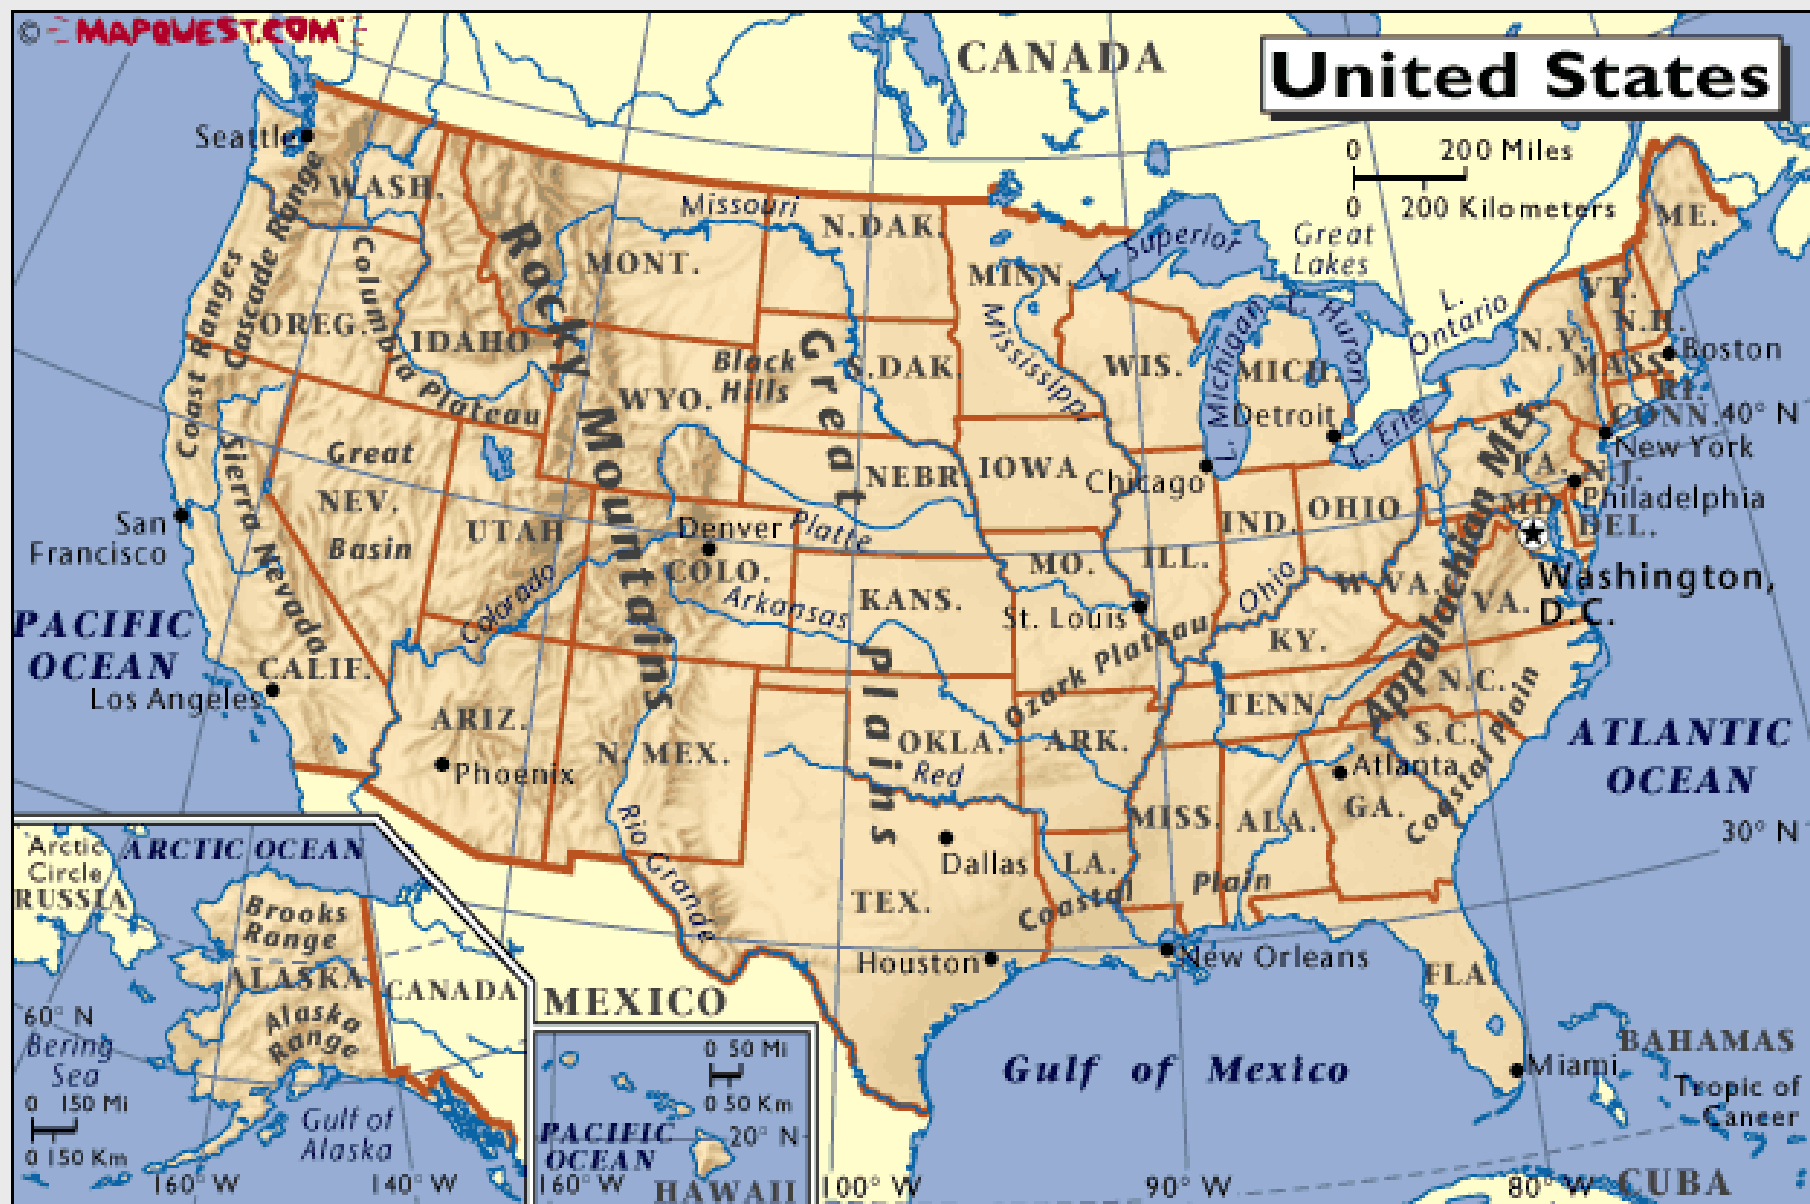 © MAPQUEST.COM
CANADA
United States
Seattle
0 200 Miles
0 200 Kilometers
WASH.
Missouri
N.DAK.
MONT.
MINN.
L. Superior
Great
Lakes
ME.
VT.
N.H.
Coast Ranges
Cascade Range
Columbia Plateau
OREG.
IDAHO
Rocky Mountains
Great Plains
Black
Hills
S.DAK.
WYO.
Mississippi
WIS.
L. Michigan
MICH.
L. Huron
L.
Ontario
N.Y.
MASS.
Boston
RI.
CONN.
40° N
Detroit
L. Erie
New York
Great
Basin
NEV.
Sierra Nevada
UTAH
NEBR.
IOWA
Chicago
IND.
OHIO
PA.
N.J.
Philadelphia
MD.
DEL.
San
Francisco
Denver
Platte
COLO.
KANS.
Arkansas
MO.
ILL.
St. Louis
Ohio
W.VA.
VA.
Washington,
D.C.
Appalachian Mts.
PACIFIC
OCEAN
Colorado
CALIF.
Los Angeles
KY.
Ozark Plateau
TENN.
N.C.
ARIZ.
Phoenix
N. MEX.
OKLA.
ARK.
Red
S.C.
Atlanta
Coastal Plain
ATLANTIC
OCEAN
Rio Grande
Dallas
TEX.
LA.
MISS.
ALA.
GA.
30° N
Coastal Plain
Houston
New Orleans
FLA.
MEXICO
Gulf of Mexico
Miami
BAHAMAS
Tropic of
Cancer
CUBA
Arctic
Circle
ARCTIC OCEAN
RUSSIA
Brooks
Range
ALASKA
CANADA
Alaska
Range
60° N
Bering
Sea
0 150 Mi
0 150 Km
Gulf of
Alaska
160° W
140° W
0 50 Mi
0 50 Km
PACIFIC
OCEAN
20° N
160° W
HAWAII
100° W
90° W
80° W